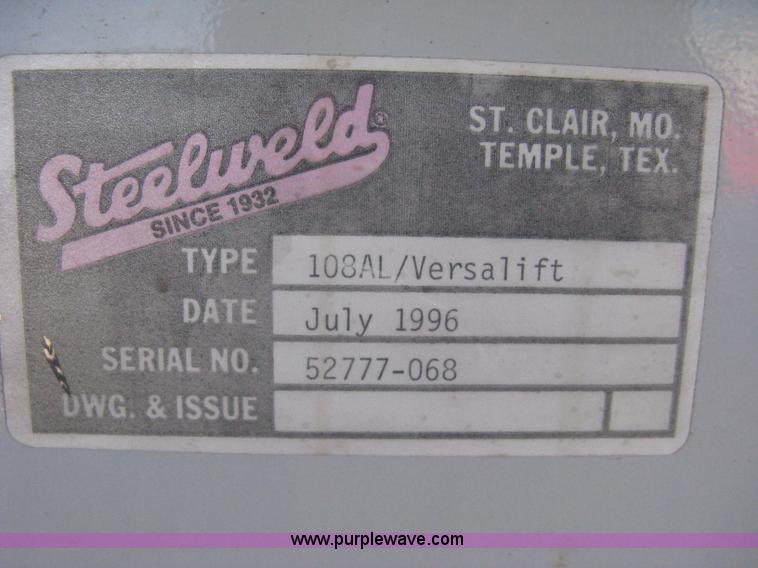 Steelweld®
SINCE 1932
ST. CLAIR, MO.
TEMPLE, TEX.
TYPE 108AL/Versalift
DATE July 1996
SERIAL NO. 52777-068
DWG. & ISSUE
www.purplewave.com